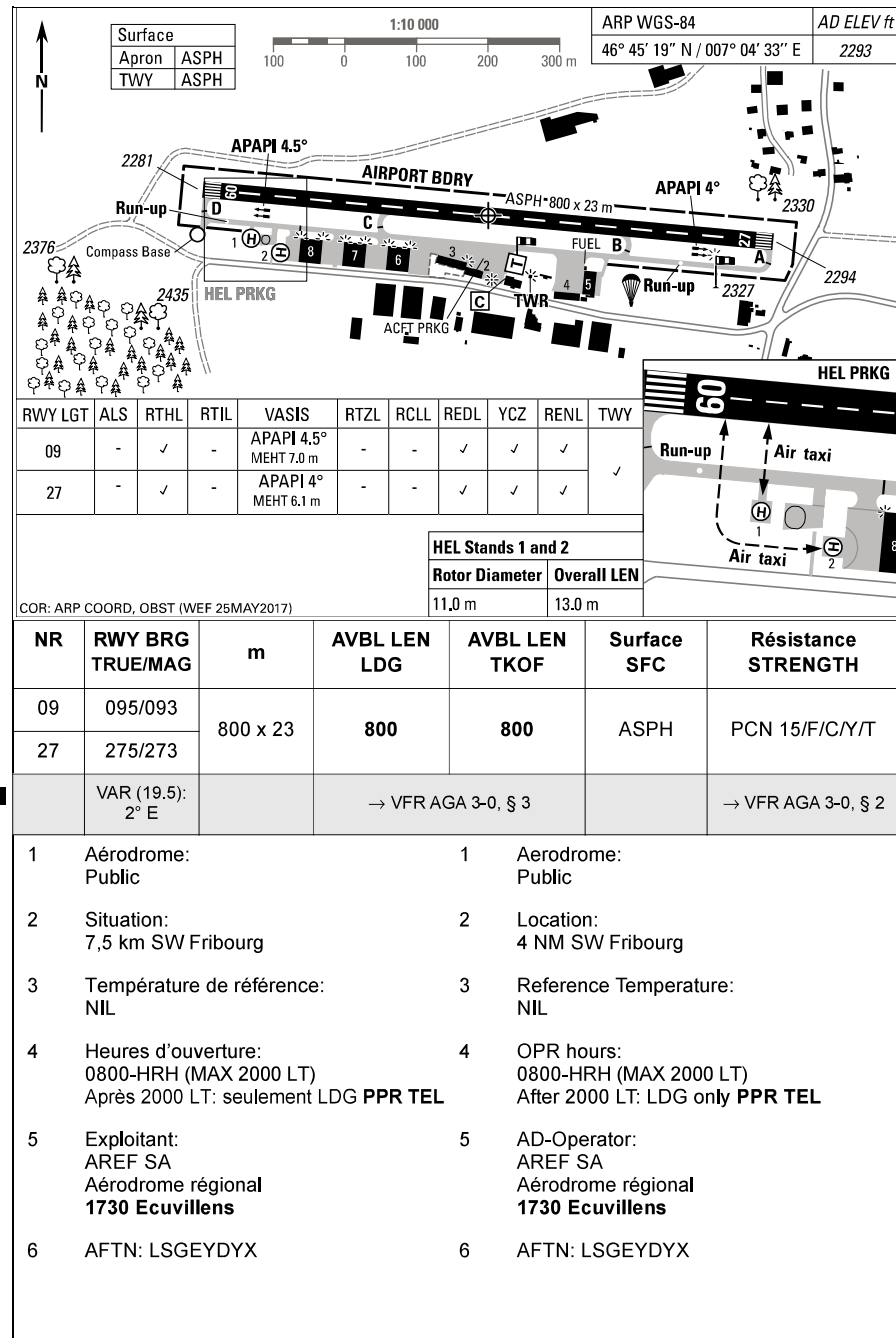 Surface
Apron ASPH
TWY ASPH
1:10 000
100 0 100 200 300 m
ARP WGS-84 AD ELEV ft
46° 45′ 19″ N / 007° 04′ 33″ E 2293
N
APAPI 4.5°
2281
AIRPORT BDRY
ASPH 800 x 23 m
APAPI 4°
2330
Run-up
09
D
C
B
27
A
2376
Compass Base
1 H
2 H
8
7
6
3
2
T
FUEL
4
5
Run-up
2327
2294
2435
HEL PRKG
C
TWR
ACFT PRKG
HEL PRKG
09
Run-up
Air taxi
H
1
H
2
8
Air taxi
RWY LGT ALS RTHL RTIL VASIS RTZL RCLL REDL YCZ RENL TWY
09 - ✓ - APAPI 4.5° - - ✓ ✓ ✓ ✓
MEHT 7.0 m
27 - ✓ - APAPI 4° - - ✓ ✓ ✓
MEHT 6.1 m
HEL Stands 1 and 2
Rotor Diameter Overall LEN
11.0 m 13.0 m
COR: ARP COORD, OBST (WEF 25MAY2017)
NR RWY BRG m AVBL LEN AVBL LEN Surface Résistance
TRUE/MAG LDG TKOF SFC STRENGTH
09 095/093
800 x 23 800 800 ASPH PCN 15/F/C/Y/T
27 275/273
VAR (19.5): → VFR AGA 3-0, § 3 → VFR AGA 3-0, § 2
2° E
1 Aérodrome:
Public
2 Situation:
7,5 km SW Fribourg
3 Température de référence:
NIL
4 Heures d’ouverture:
0800-HRH (MAX 2000 LT)
Après 2000 LT: seulement LDG PPR TEL
5 Exploitant:
AREF SA
Aérodrome régional
1730 Ecuvillens
6 AFTN: LSGEYDYX
1 Aerodrome:
Public
2 Location:
4 NM SW Fribourg
3 Reference Temperature:
NIL
4 OPR hours:
0800-HRH (MAX 2000 LT)
After 2000 LT: LDG only PPR TEL
5 AD-Operator:
AREF SA
Aérodrome régional
1730 Ecuvillens
6 AFTN: LSGEYDYX